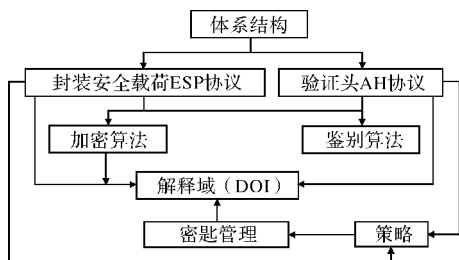 体系结构
封装安全载荷ESP协议
验证头AH协议
加密算法
鉴别算法
解释域（DOI）
密匙管理
策略